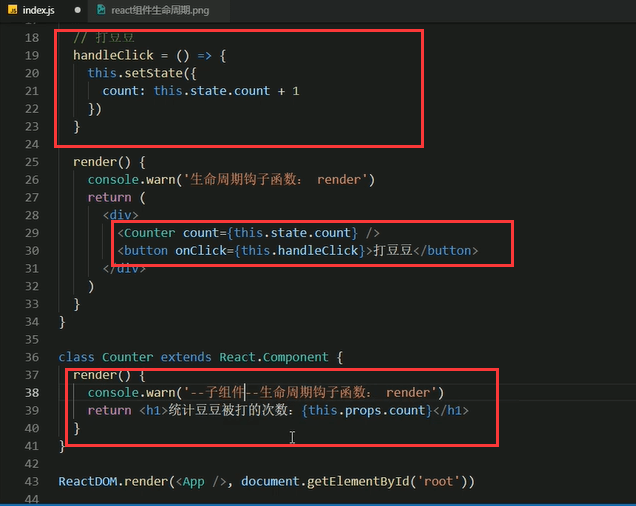 JS index.js ● react组件生命周期.png
18 // 打豆豆
19 handleClick = () => {
20 this.setState({
21 count: this.state.count + 1
22 })
23 }
24
25 render() {
26 console.warn('生命周期钩子函数： render')
27 return (
28 <div>
29 <Counter count={this.state.count} />
30 <button onClick={this.handleClick}>打豆豆</button>
31 </div>
32 )
33 }
34 }
35
36 class Counter extends React.Component {
37 render() {
38 console.warn('--子组件--生命周期钩子函数： render')
39 return <h1>统计豆豆被打的次数：{this.props.count}</h1>
40 }
41 }
42
43 ReactDOM.render(<App />, document.getElementById('root'))
44